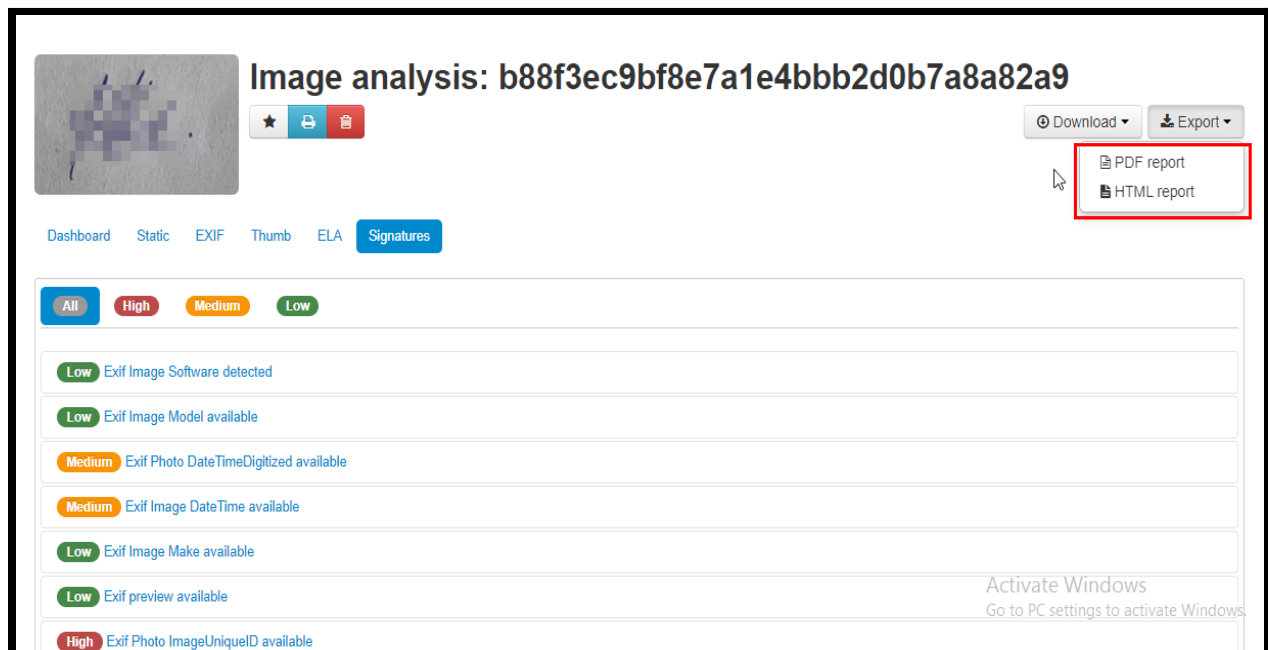 Image analysis: b88f3ec9bf8e7a1e4bbb2d0b7a8a82a9
Download Export
PDF report
HTML report
Dashboard Static EXIF Thumb ELA Signatures
All High Medium Low
Low Exif Image Software detected
Low Exif Image Model available
Medium Exif Photo DateTimeDigitized available
Medium Exif Image DateTime available
Low Exif Image Make available
Low Exif preview available
Activate Windows
Go to PC settings to activate Windows.
High Exif Photo ImageUniqueID available